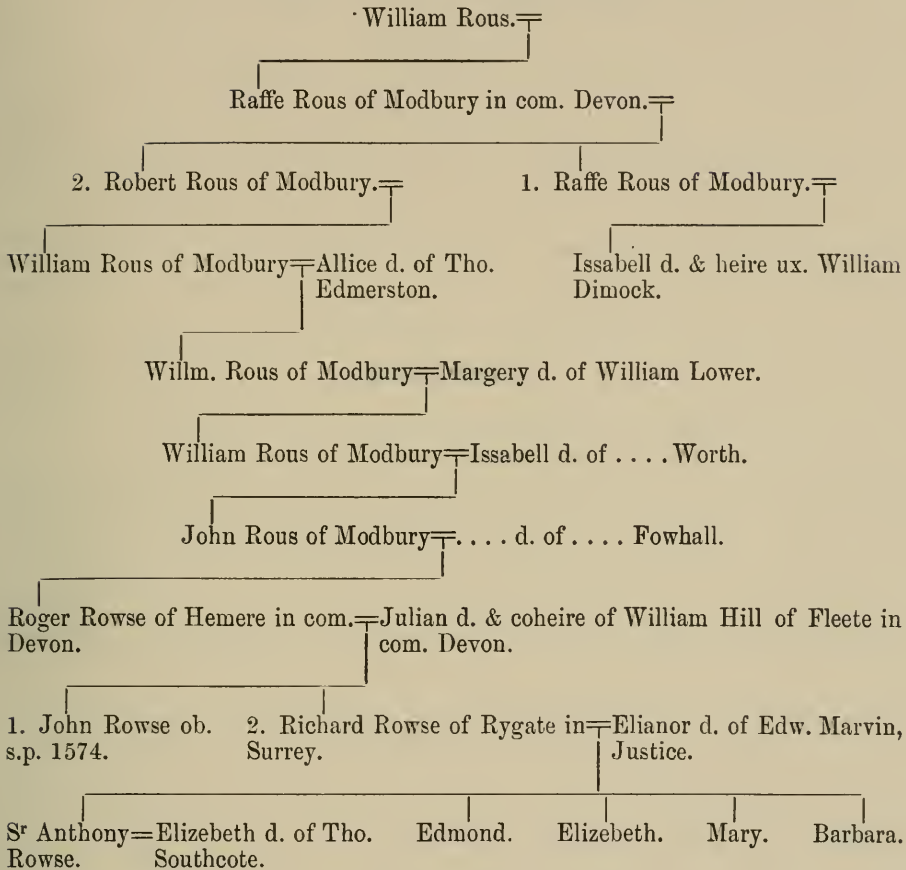 William Rous.
Raffe Rous of Modbury in com. Devon.
2. Robert Rous of Modbury. 1. Raffe Rous of Modbury.
William Rous of Modbury Allice d. of Tho. Edmerston.
Issabell d. & heire ux. William Dimock.
Willm. Rous of Modbury Margery d. of William Lower.
William Rous of Modbury Issabell d. of . . . . Worth.
John Rous of Modbury . . . . d. of . . . . Fowhall.
Roger Rowse of Hemere in com. Devon.
Julian d. & coheire of William Hill of Fleete in com. Devon.
1. John Rowse ob. s.p. 1574.
2. Richard Rowse of Rygate in Surrey.
Elianor d. of Edw. Marvin, Justice.
Sr Anthony Rowse.
Elizebeth d. of Tho. Southcote.
Edmond. Elizebeth. Mary. Barbara.